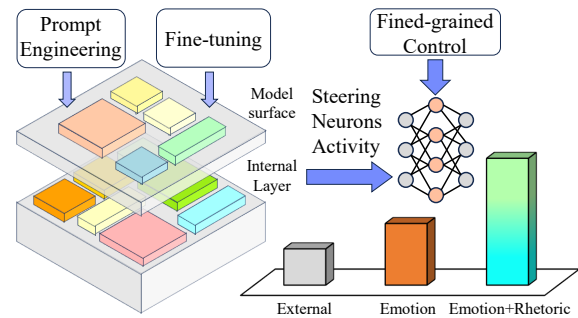 Prompt
Engineering
Fine-tuning
Fined-grained
Control
Model
surface
Steering
Neurons
Activity
Internal
Layer
External
Emotion
Emotion+Rhetoric